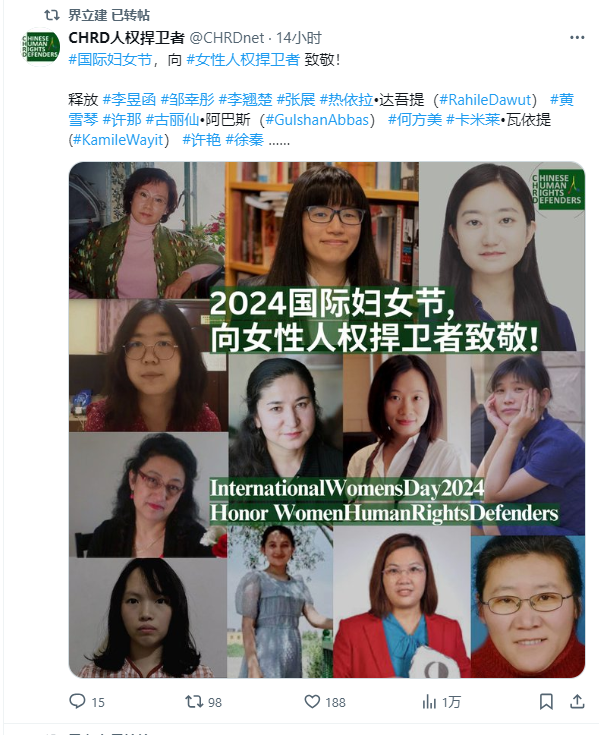 界立建 已转帖
CHRD人权捍卫者 @CHRDnet · 14小时
#国际妇女节，向 #女性人权捍卫者 致敬！
释放 #李昱函 #邹幸彤 #李翘楚 #张展 #热依拉•达吾提（#RahileDawut） #黄
雪琴 #许那 #古丽仙•阿巴斯（#GulshanAbbas） #何方美 #卡米莱•瓦依提
(#KamileWayit） #许艳 #徐秦 ......
CHINESE
HUMAN
RIGHTS
DEFENDERS
2024国际妇女节，
向女性人权捍卫者致敬！
InternationalWomensDay2024
Honor WomenHumanRightsDefenders
15
98
188
1万